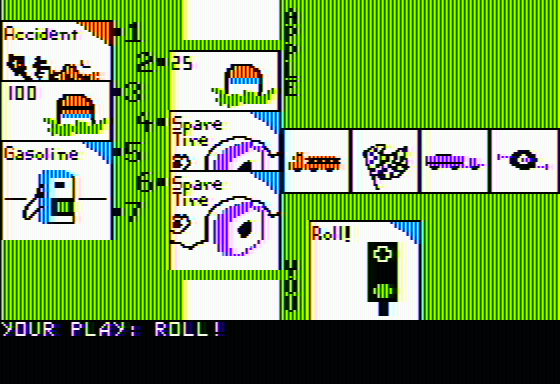 Accident
1
2
25
100
3
4
Spare
Tire
Gasoline
5
6
Spare
Tire
7
APPLE
YOU
Roll!
YOUR PLAY: ROLL!